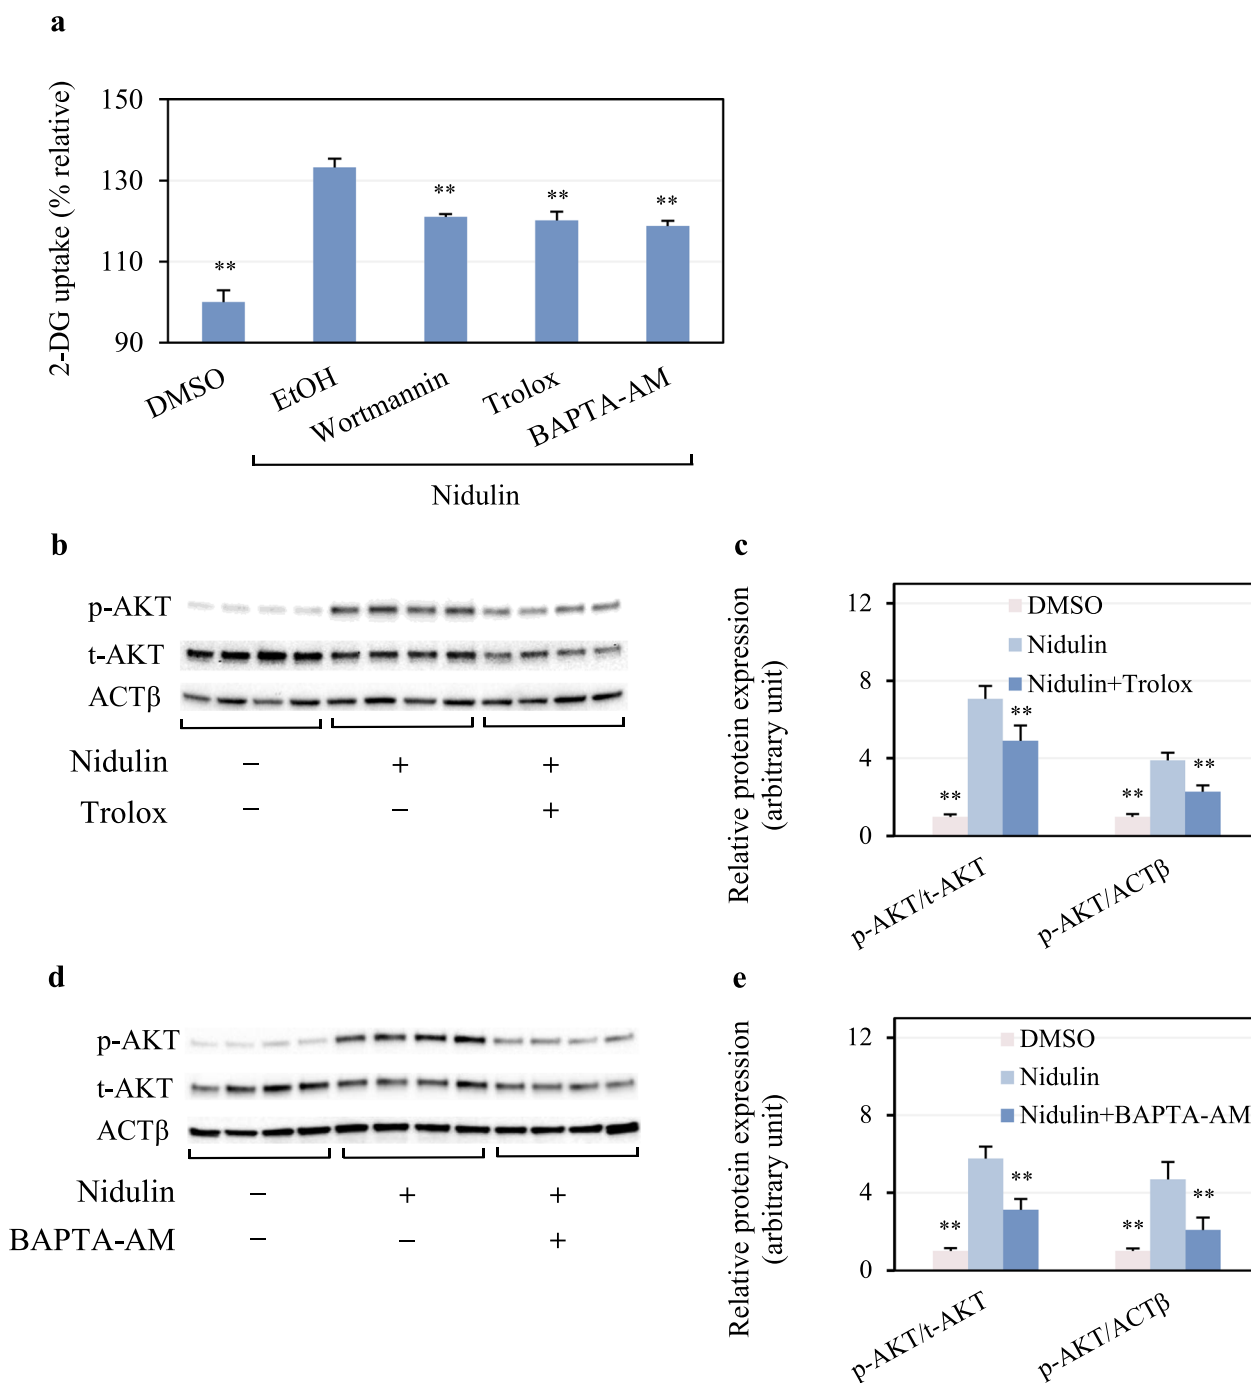 a
2-DG uptake (% relative)
150
130
110
90
**
**
**
**
DMSO
EtOH
Wortmannin
Trolox
BAPTA-AM
Nidulin
b
p-AKT
t-AKT
ACTβ
Nidulin – + +
Trolox – – +
c
Relative protein expression
(arbitrary unit)
12
8
4
0
DMSO
Nidulin
Nidulin+Trolox
**
**
**
**
p-AKT/t-AKT
p-AKT/ACTβ
d
p-AKT
t-AKT
ACTβ
Nidulin – + +
BAPTA-AM – – +
e
Relative protein expression
(arbitrary unit)
12
8
4
0
DMSO
Nidulin
Nidulin+BAPTA-AM
**
**
**
**
p-AKT/t-AKT
p-AKT/ACTβ